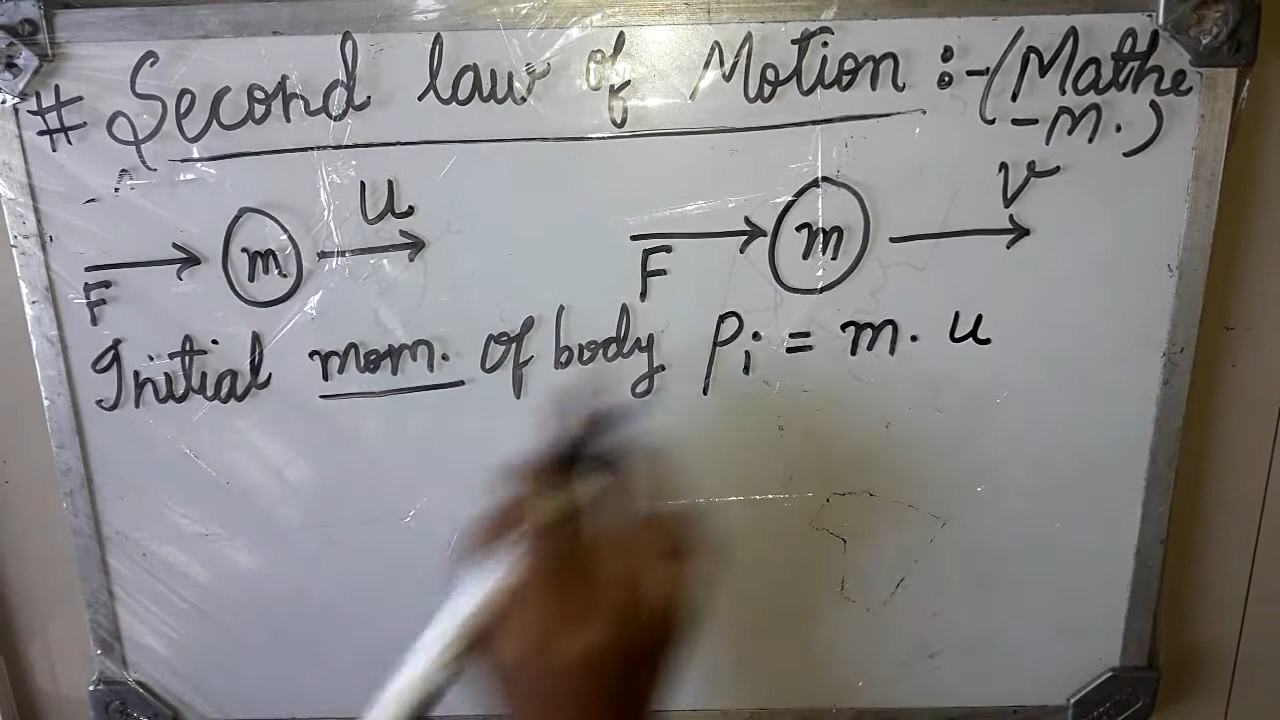 # Second law of Motion :- (Mathe
-m.)
F m u F m v
Initial mom. of body Pi = m. u